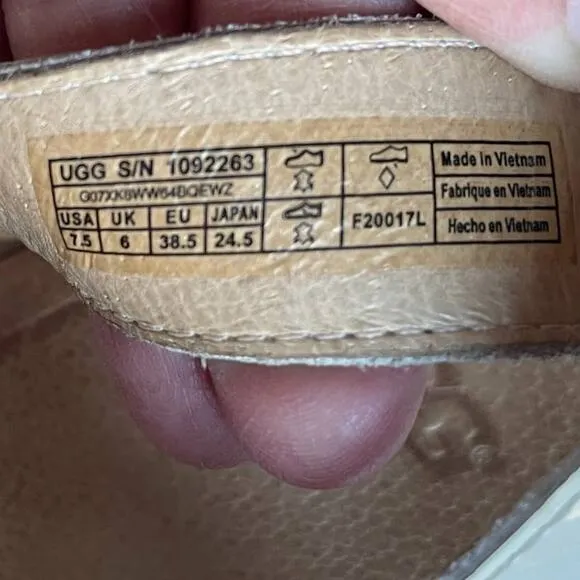 UGG S/N 1092263
G07XK8WW64BQEWZ
USA UK EU JAPAN
7.5 6 38.5 24.5
F20017L
Made in Vietnam
Fabrique en Vietnam
Hecho en Vietnam
G